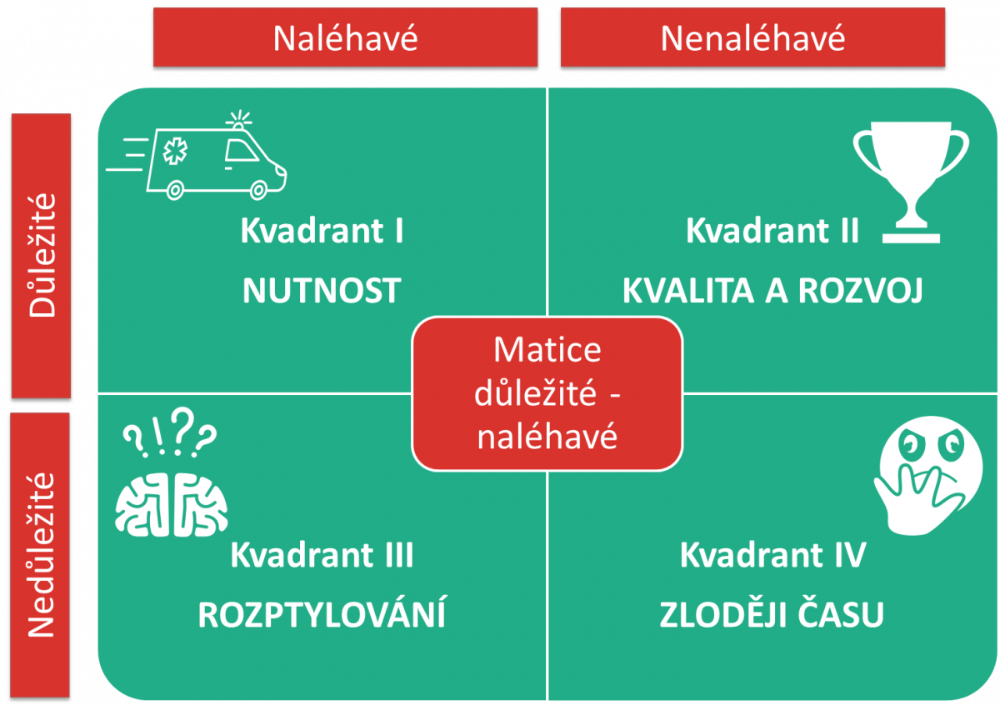 Naléhavé
Nenaléhavé
Důležité
Kvadrant I
NUTNOST
Kvadrant II
KVALITA A ROZVOJ
Matice
důležité -
naléhavé
Nedůležité
!??
Kvadrant III
ROZPTYLOVÁNÍ
Kvadrant IV
ZLODĚJI ČASU